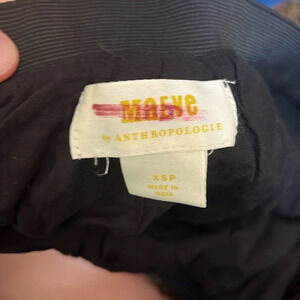 Maeve
by ANTHROPOLOGIE
XSP
MADE IN
INDIA